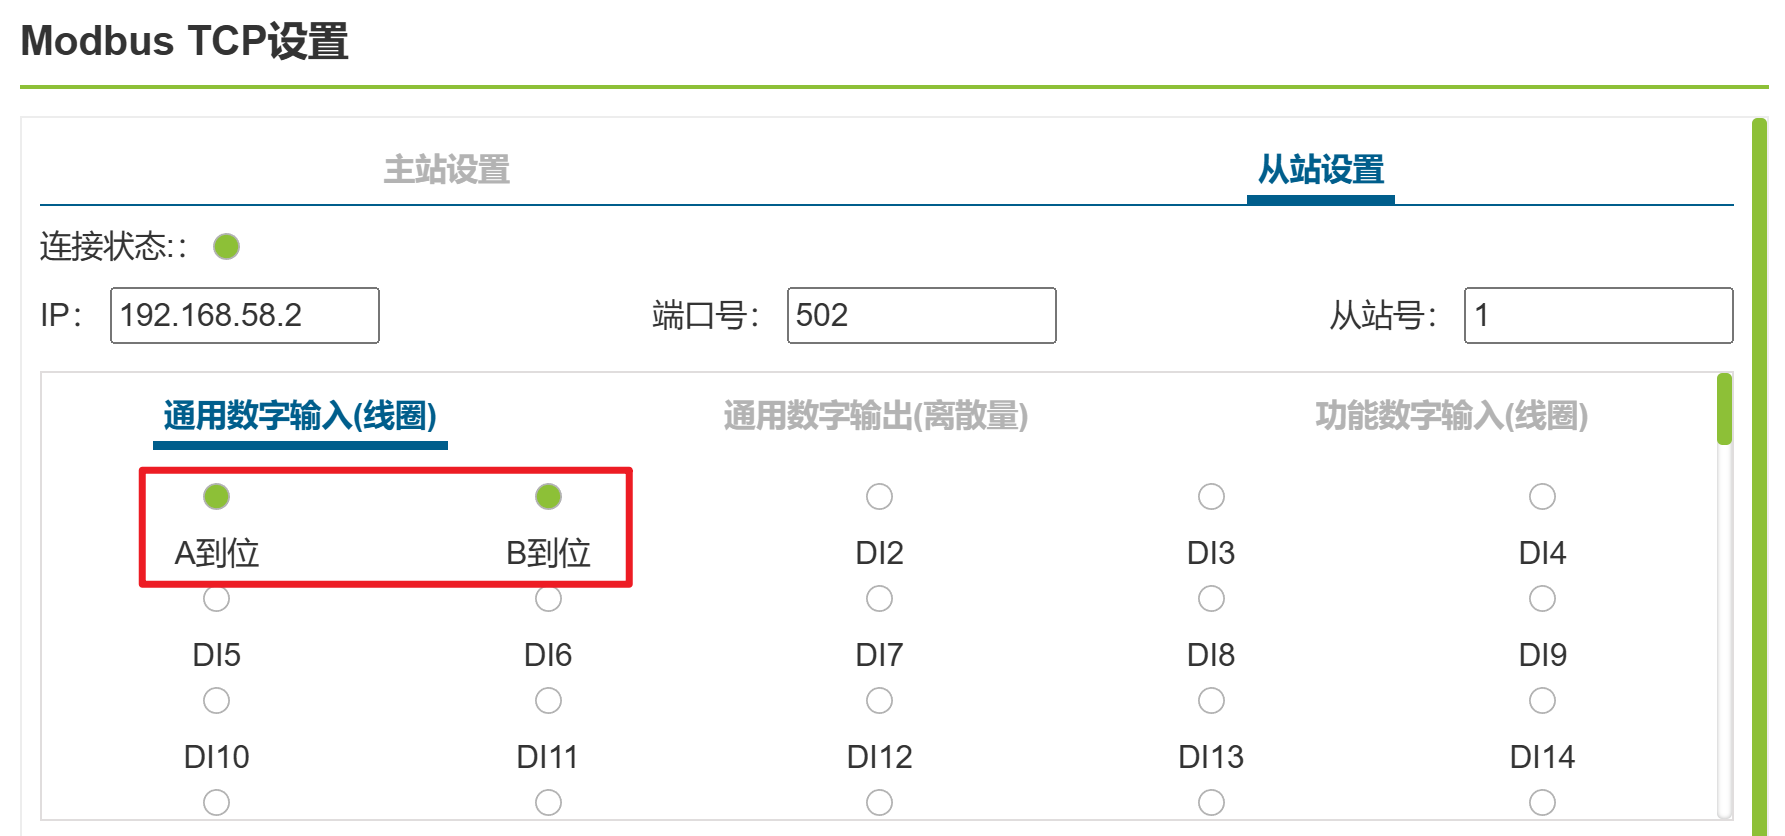 Modbus TCP设置
主站设置 从站设置
连接状态:：
IP： 192.168.58.2 端口号： 502 从站号： 1
通用数字输入(线圈) 通用数字输出(离散量) 功能数字输入(线圈)
A到位 B到位 DI2 DI3 DI4
DI5 DI6 DI7 DI8 DI9
DI10 DI11 DI12 DI13 DI14